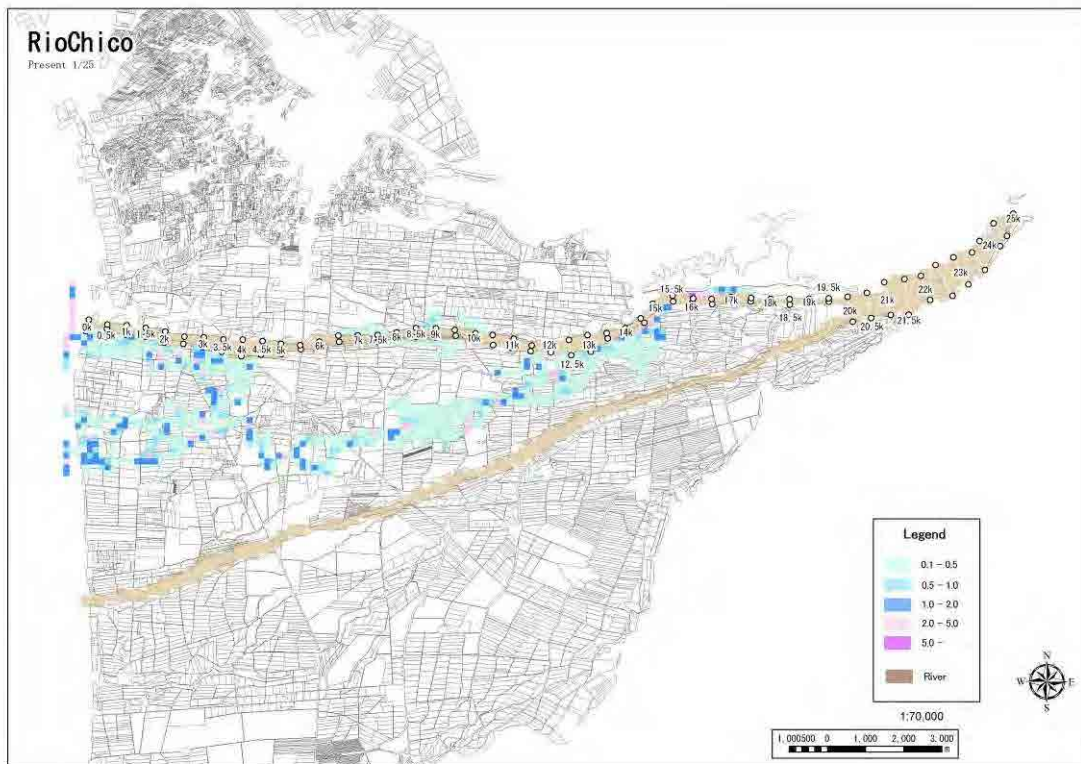 RioChico
Present 1/25
25k
24k
23k
22k
21k
20k
19.5k
19k
18k
17k
16k
15.5k
15k
14k
13k
12k
11k
10k
9k
8.5k
8k
7.5k
7k
6k
5k
4.5k
4k
3.5k
3k
2k
1.5k
1k
0.5k
0k
12.5k
18.5k
20.5k
21.5k
Legend
0.1 - 0.5
0.5 - 1.0
1.0 - 2.0
2.0 - 5.0
5.0 -
River
N
W E
S
1:70,000
1,000500 0 1,000 2,000 3,000